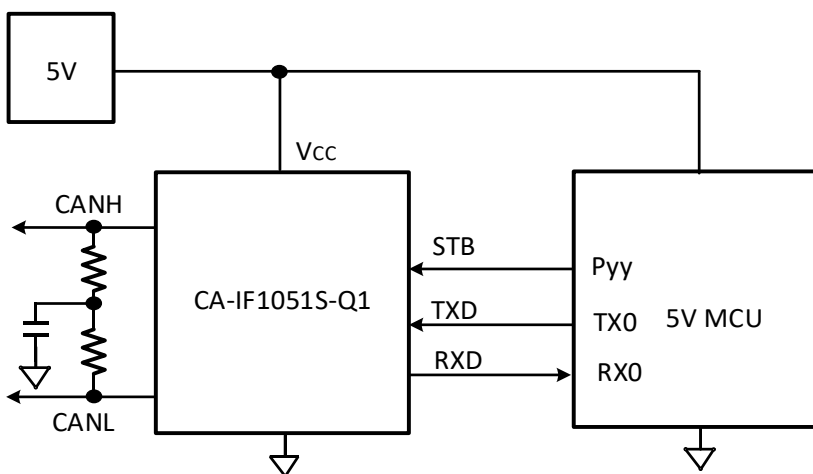 5V
VCC
CANH
STB
Pyy
CA-IF1051S-Q1
TXD
TX0
5V MCU
RXD
RX0
CANL